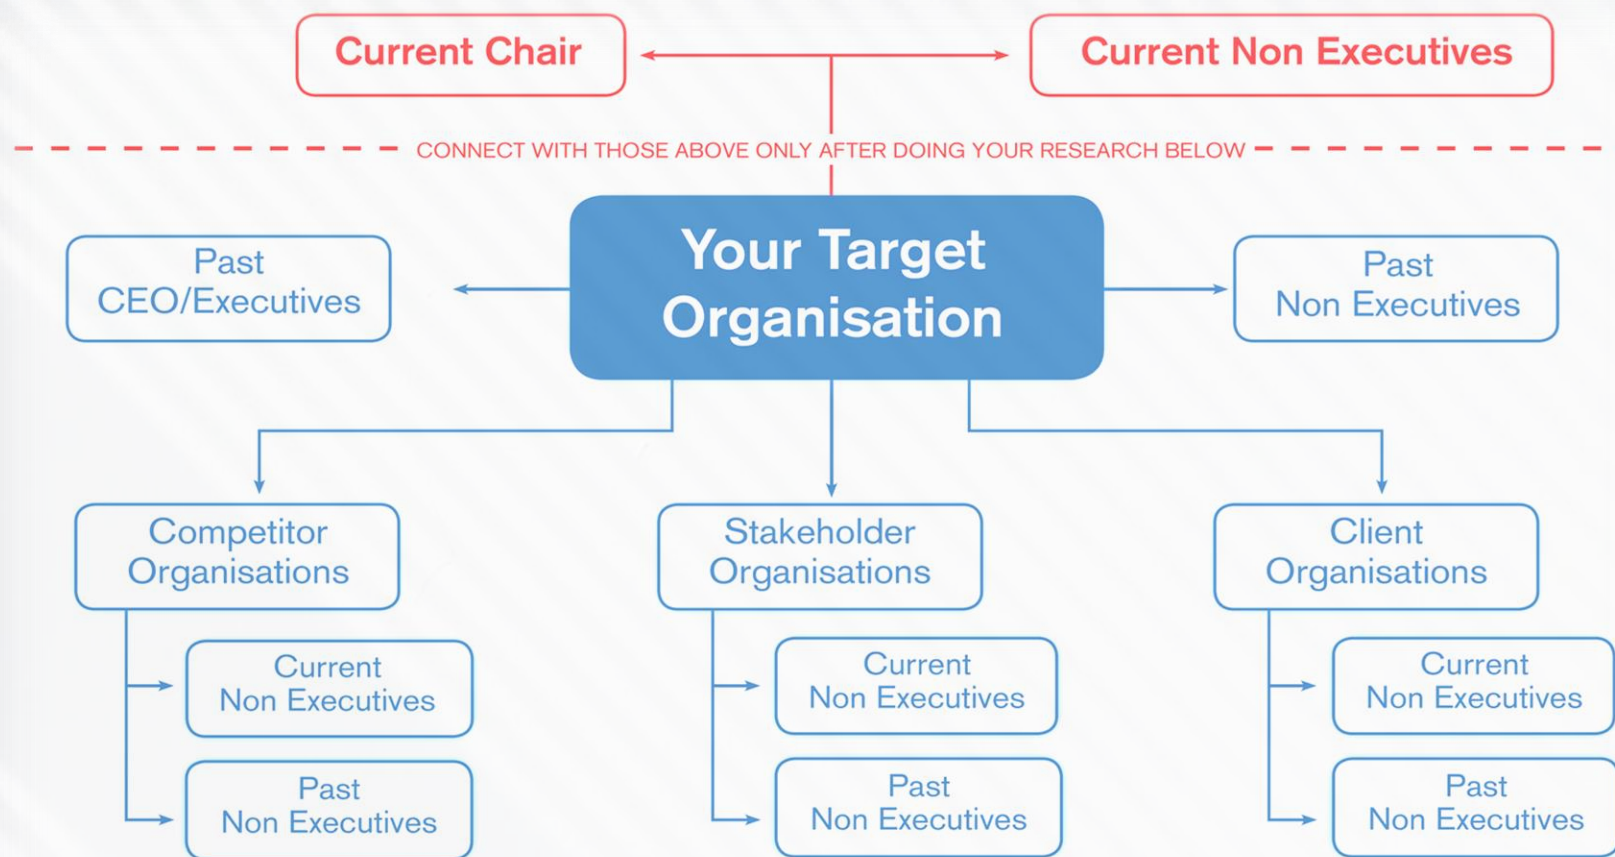 Current Chair
Current Non Executives
CONNECT WITH THOSE ABOVE ONLY AFTER DOING YOUR RESEARCH BELOW
Past
CEO/Executives
Your Target
Organisation
Past
Non Executives
Competitor
Organisations
Current
Non Executives
Past
Non Executives
Stakeholder
Organisations
Current
Non Executives
Past
Non Executives
Client
Organisations
Current
Non Executives
Past
Non Executives